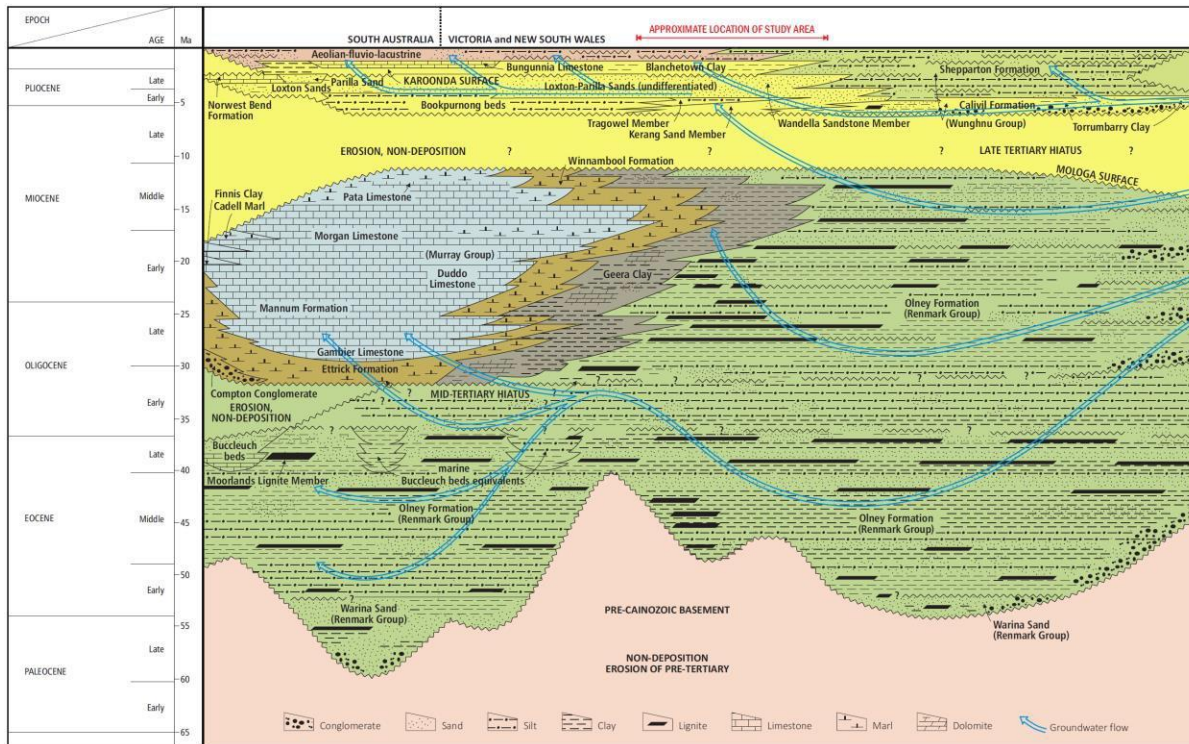 EPOCH
AGE
Ma
SOUTH AUSTRALIA
VICTORIA and NEW SOUTH WALES
APPROXIMATE LOCATION OF STUDY AREA
Aeolian-fluvio-lacustrine
Bungunnia Limestone
Blanchetown Clay
Shepparton Formation
PLIOCENE
Late
Early
Parilla Sand
KAROONDA SURFACE
Loxton Sands
Loxton-Parilla Sands (undifferentiated)
5
Norwest Bend
Formation
Bookpurnong beds
Tragowel Member
Kerang Sand Member
Wandella Sandstone Member
Calivil Formation
(Wunghnu Group)
Torrumbarry Clay
Late
EROSION, NON-DEPOSITION
?
?
?
LATE TERTIARY HIATUS
?
10
Winnambool Formation
MOLOGA SURFACE
MIOCENE
Middle
Finnis Clay
Cadell Marl
Pata Limestone
15
Morgan Limestone
(Murray Group)
Early
20
Duddo
Limestone
Geera Clay
Olney Formation
(Renmark Group)
Mannum Formation
Late
25
OLIGOCENE
Gambier Limestone
Ettrick Formation
30
Compton Conglomerate
EROSION,
NON-DEPOSITION
MID-TERTIARY HIATUS
?
?
?
?
?
?
Early
35
?
?
?
?
?
Buccleuch
beds
Late
Moorlands Lignite Member
marine
Buccleuch beds equivalents
40
Olney Formation
(Renmark Group)
Olney Formation
(Renmark Group)
EOCENE
Middle
45
50
Early
?
?
Warina Sand
(Renmark Group)
PRE-CAINOZOIC BASEMENT
Warina Sand
(Renmark Group)
55
Late
NON-DEPOSITION
EROSION OF PRE-TERTIARY
PALEOCENE
60
Early
65
Conglomerate
Sand
Silt
Clay
Lignite
Limestone
Marl
Dolomite
Groundwater flow